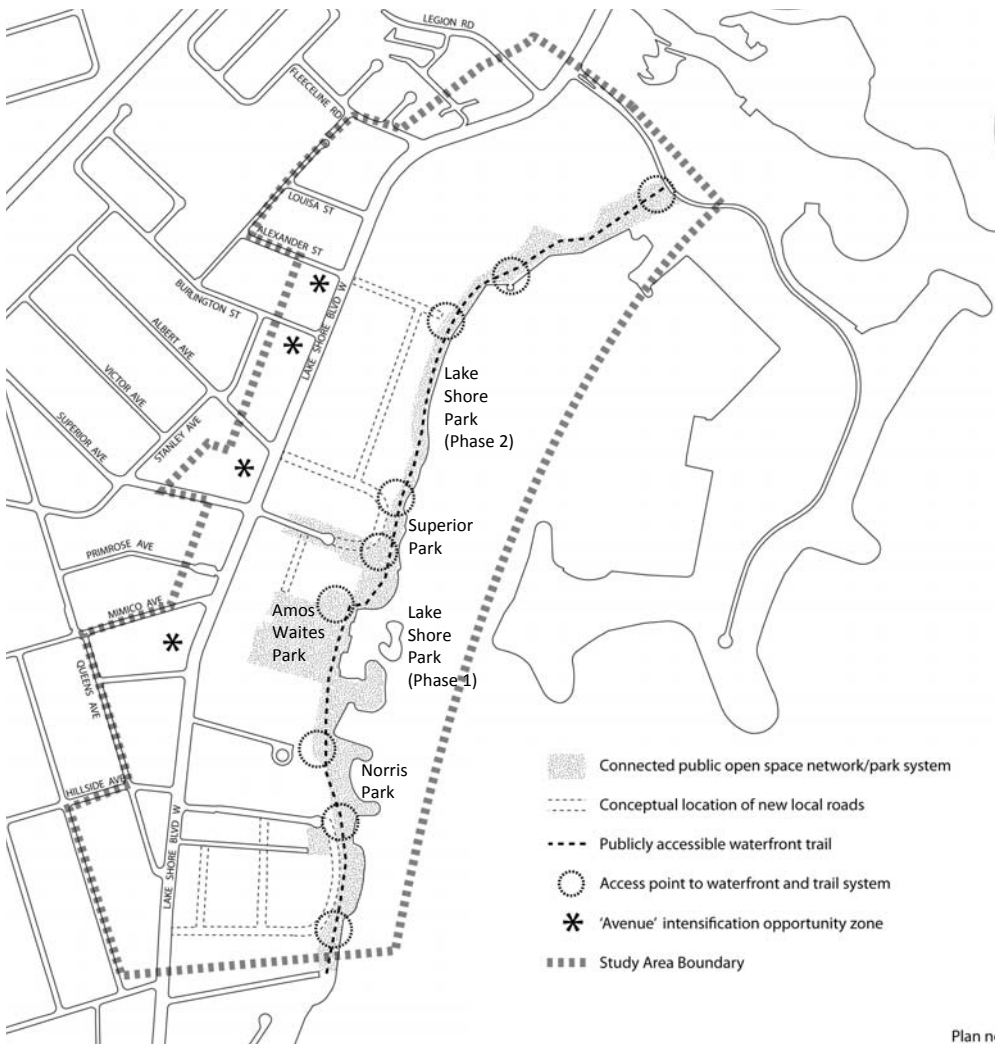 LEGION RD
FLEECELINE RD
LOUISA ST
ALEXANDER ST
BURLINGTON ST
ALBERT AVE
VICTOR AVE
SUPERIOR AVE
STANLEY AVE
LAKE SHORE BLVD W
PRIMROSE AVE
MIMICO AVE
QUEENS AVE
HILLSIDE AVE
LAKE SHORE BLVD W
Lake
Shore
Park
(Phase 2)
Superior
Park
Amos
Waites
Park
Lake
Shore
Park
(Phase 1)
Norris
Park
Connected public open space network/park system
Conceptual location of new local roads
Publicly accessible waterfront trail
Access point to waterfront and trail system
'Avenue' intensification opportunity zone
Study Area Boundary
Plan